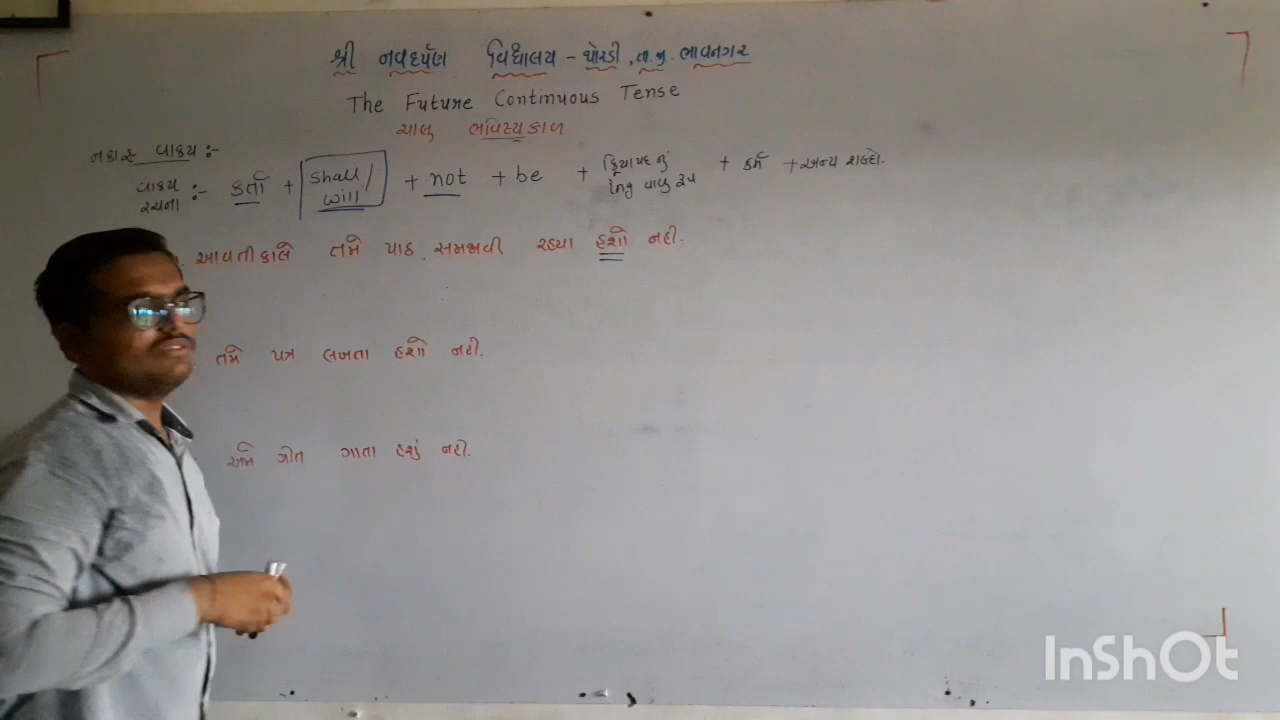 શ્રી નવદર્પણ વિદ્યાલય - થોરડી, તા.જી. ભાવનગર
The Future Continuous Tense
ચાલુ ભવિષ્યકાળ
નકાર વાક્ય :-
વાક્ય રચના :- કર્તા + shall / will + not + be + ક્રિયાપદ નું ing વાળુ રૂપ + કર્મ + અન્ય શબ્દો.
આવતીકાલે તમે પાઠ સમજાવી રહ્યા હશો નહી.
તમે પત્ર લખતા હશો નહી.
અમે ગીત ગાતા હશું નહી.
InShOt